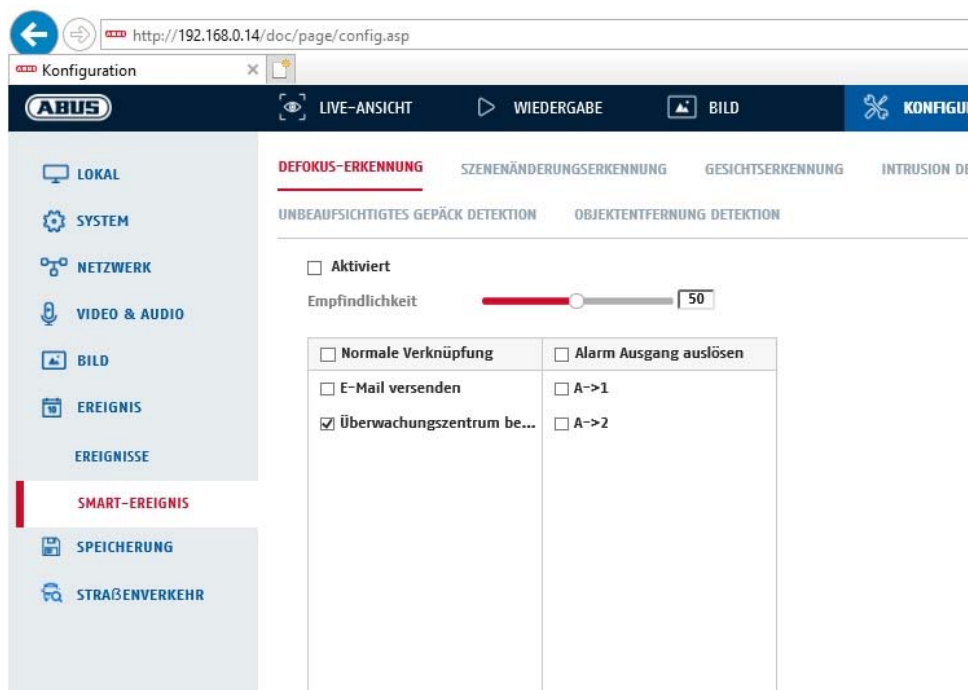 http://192.168.0.14/doc/page/config.asp
Konfiguration
ABUS LIVE-ANSICHT WIEDERGABE BILD KONFIGU
LOKAL
SYSTEM
NETZWERK
VIDEO & AUDIO
BILD
EREIGNIS
EREIGNISSE
SMART-EREIGNIS
SPEICHERUNG
STRAßENVERKEHR
DEFOKUS-ERKENNUNG SZENENÄNDERUNGSERKENNUNG GESICHTSERKENNUNG INTRUSION DE
UNBEAUFSICHTIGTES GEPÄCK DETEKTION OBJEKTENTFERNUNG DETEKTION
Aktiviert
Empfindlichkeit 50
Normale Verknüpfung Alarm Ausgang auslösen
E-Mail versenden A->1
Überwachungszentrum be... A->2